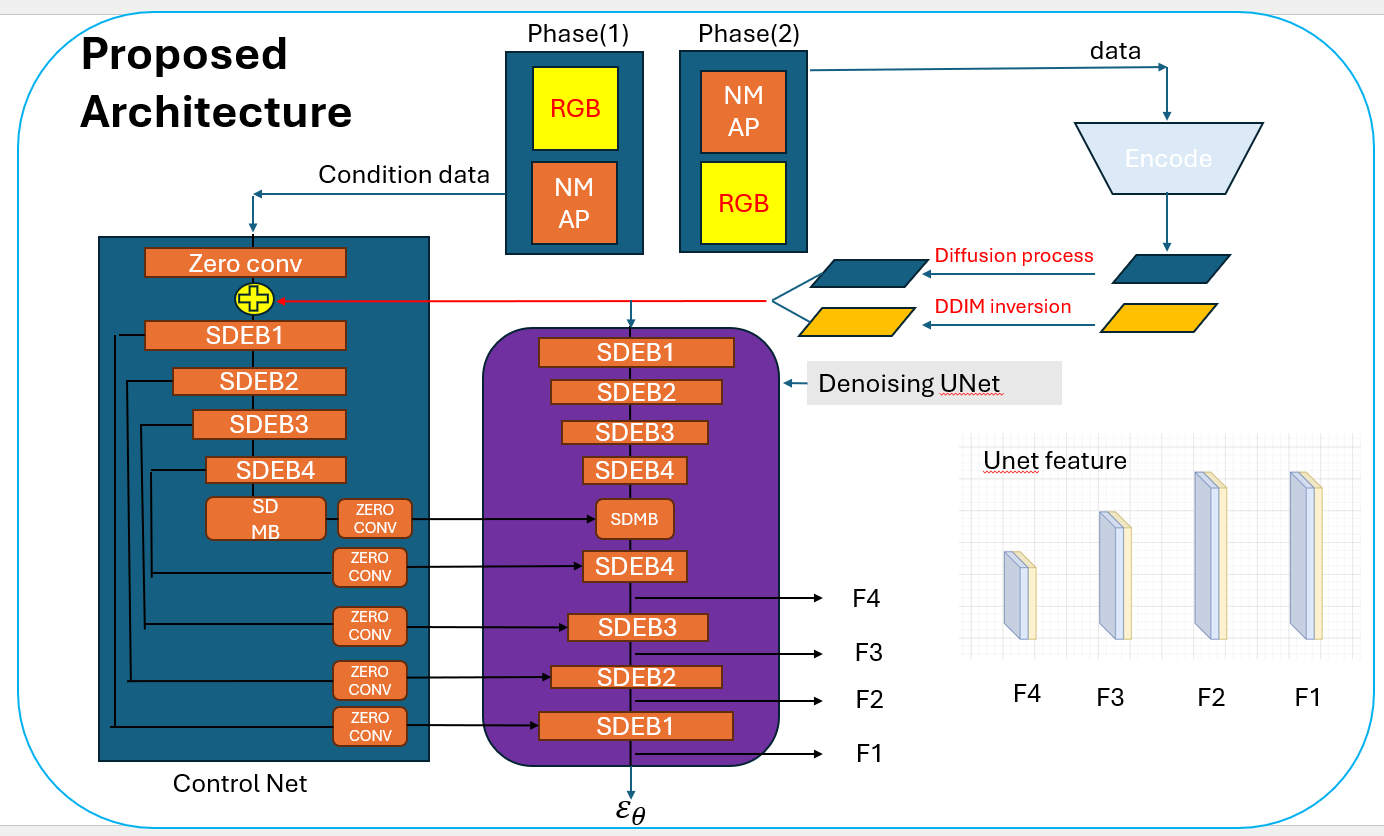 Proposed
Architecture
Phase(1)
RGB
NM
AP
Phase(2)
NM
AP
RGB
data
Encode
Condition data
Diffusion process
DDIM inversion
Zero conv
SDEB1
SDEB2
SDEB3
SDEB4
SD
MB
ZERO
CONV
ZERO
CONV
ZERO
CONV
ZERO
CONV
ZERO
CONV
Control Net
SDEB1
SDEB2
SDEB3
SDEB4
SDMB
SDEB4
SDEB3
SDEB2
SDEB1
F4
F3
F2
F1
εθ
Denoising UNet
Unet feature
F4
F3
F2
F1